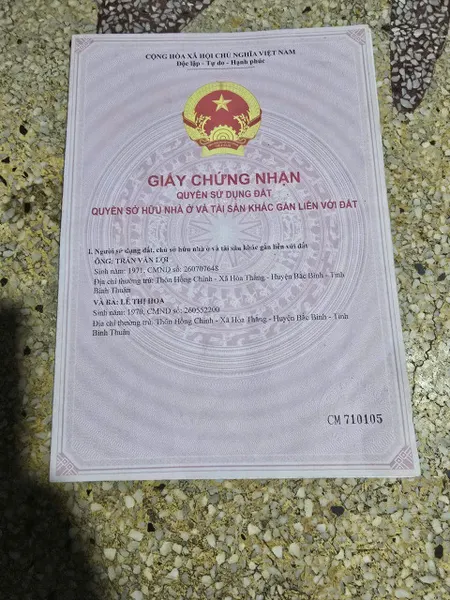 CỘNG HÒA XÃ HỘI CHỦ NGHĨA VIỆT NAM
Độc lập - Tự do - Hạnh phúc
GIẤY CHỨNG NHẬN
QUYỀN SỬ DỤNG ĐẤT
QUYỀN SỞ HỮU NHÀ Ở VÀ TÀI SẢN KHÁC GẮN LIỀN VỚI ĐẤT
I. Người sử dụng đất, chủ sở hữu nhà ở và tài sản khác gắn liền với đất
ÔNG: TRẦN VĂN LỢI
Sinh năm: 1971, CMND số: 260707648
Địa chỉ thường trú: Thôn Hồng Chính - Xã Hòa Thắng - Huyện Bắc Bình - Tỉnh
Bình Thuận
VÀ BÀ: LÊ THỊ HOA
Sinh năm: 1970, CMND số: 260552200
Địa chỉ thường trú: Thôn Hồng Chính - Xã Hòa Thắng - Huyện Bắc Bình - Tỉnh
Bình Thuận
CM 710105